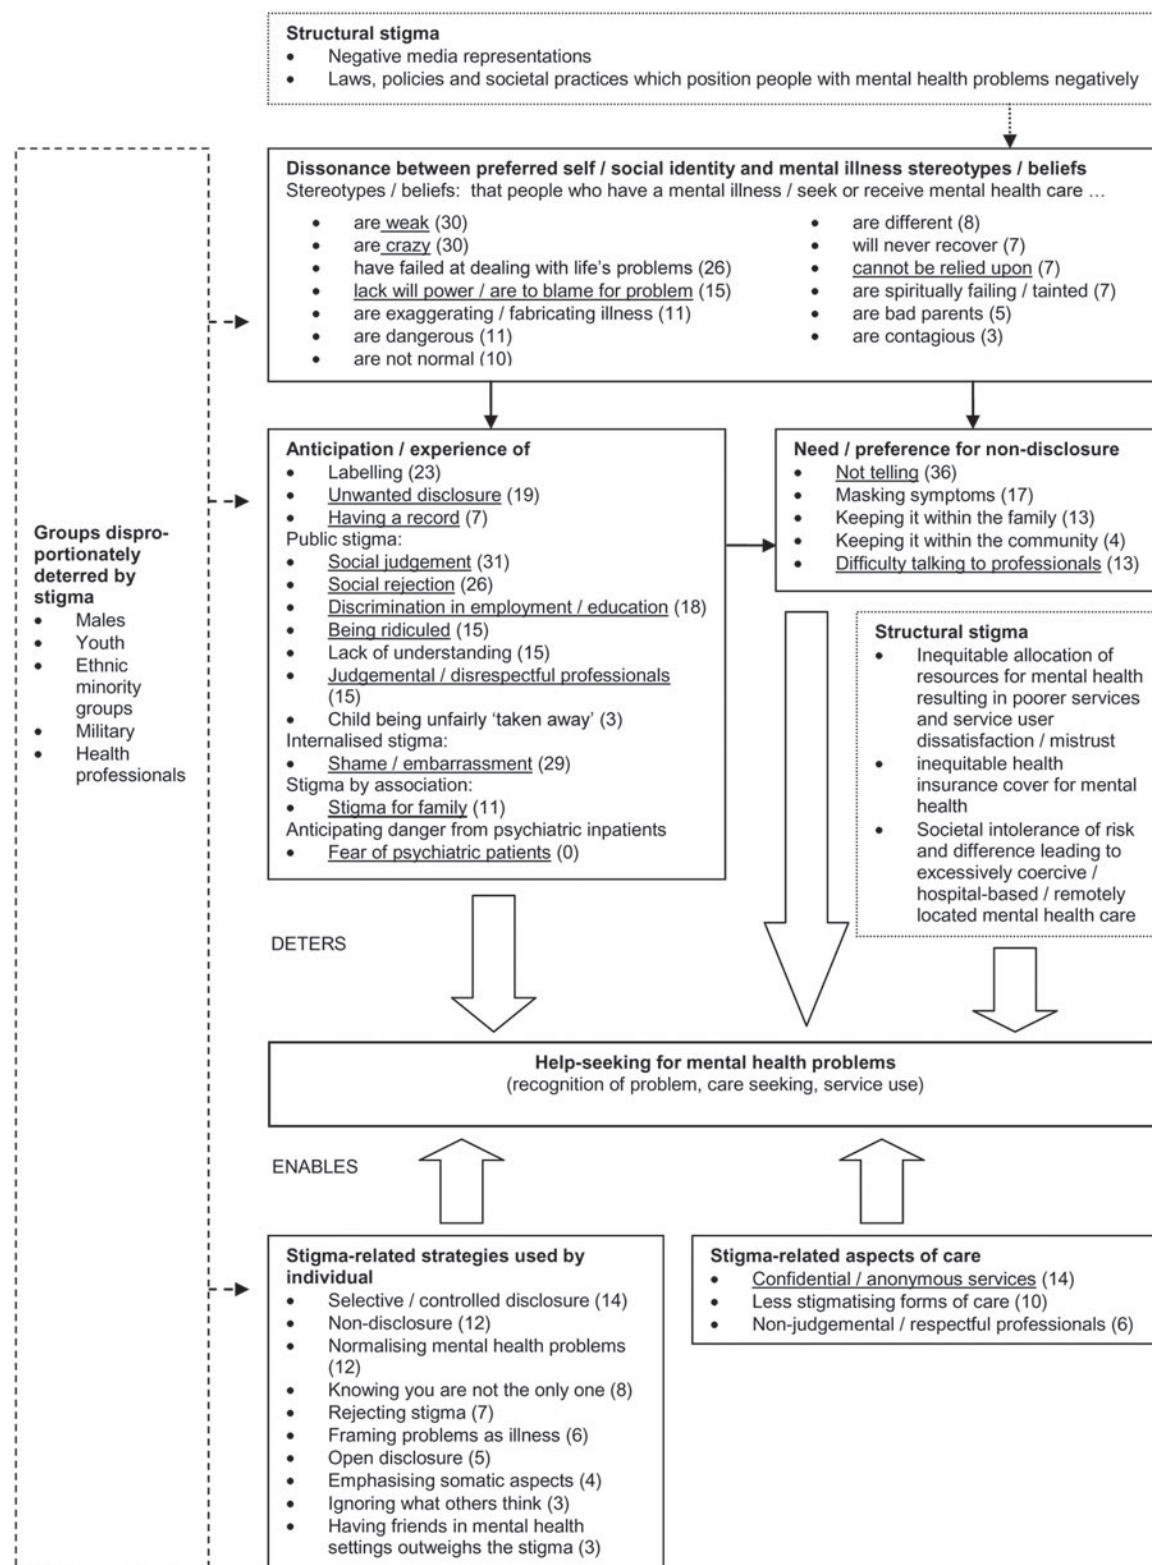 Structural stigma
• Negative media representations
• Laws, policies and societal practices which position people with mental health problems negatively
Dissonance between preferred self / social identity and mental illness stereotypes / beliefs
Stereotypes / beliefs: that people who have a mental illness / seek or receive mental health care …
• are weak (30)
• are crazy (30)
• have failed at dealing with life's problems (26)
• lack will power / are to blame for problem (15)
• are exaggerating / fabricating illness (11)
• are dangerous (11)
• are not normal (10)
• are different (8)
• will never recover (7)
• cannot be relied upon (7)
• are spiritually failing / tainted (7)
• are bad parents (5)
• are contagious (3)
Groups dispro-
portionately
deterred by
stigma
• Males
• Youth
• Ethnic
minority
groups
• Military
• Health
professionals
Anticipation / experience of
• Labelling (23)
• Unwanted disclosure (19)
• Having a record (7)
Public stigma:
• Social judgement (31)
• Social rejection (26)
• Discrimination in employment / education (18)
• Being ridiculed (15)
• Lack of understanding (15)
• Judgemental / disrespectful professionals
(15)
• Child being unfairly 'taken away' (3)
Internalised stigma:
• Shame / embarrassment (29)
Stigma by association:
• Stigma for family (11)
Anticipating danger from psychiatric inpatients
• Fear of psychiatric patients (0)
Need / preference for non-disclosure
• Not telling (36)
• Masking symptoms (17)
• Keeping it within the family (13)
• Keeping it within the community (4)
• Difficulty talking to professionals (13)
Structural stigma
• Inequitable allocation of
resources for mental health
resulting in poorer services
and service user
dissatisfaction / mistrust
• inequitable health
insurance cover for mental
health
• Societal intolerance of risk
and difference leading to
excessively coercive /
hospital-based / remotely
located mental health care
DETERS
Help-seeking for mental health problems
(recognition of problem, care seeking, service use)
ENABLES
Stigma-related strategies used by
individual
• Selective / controlled disclosure (14)
• Non-disclosure (12)
• Normalising mental health problems
(12)
• Knowing you are not the only one (8)
• Rejecting stigma (7)
• Framing problems as illness (6)
• Open disclosure (5)
• Emphasising somatic aspects (4)
• Ignoring what others think (3)
• Having friends in mental health
settings outweighs the stigma (3)
Stigma-related aspects of care
• Confidential / anonymous services (14)
• Less stigmatising forms of care (10)
• Non-judgemental / respectful professionals (6)